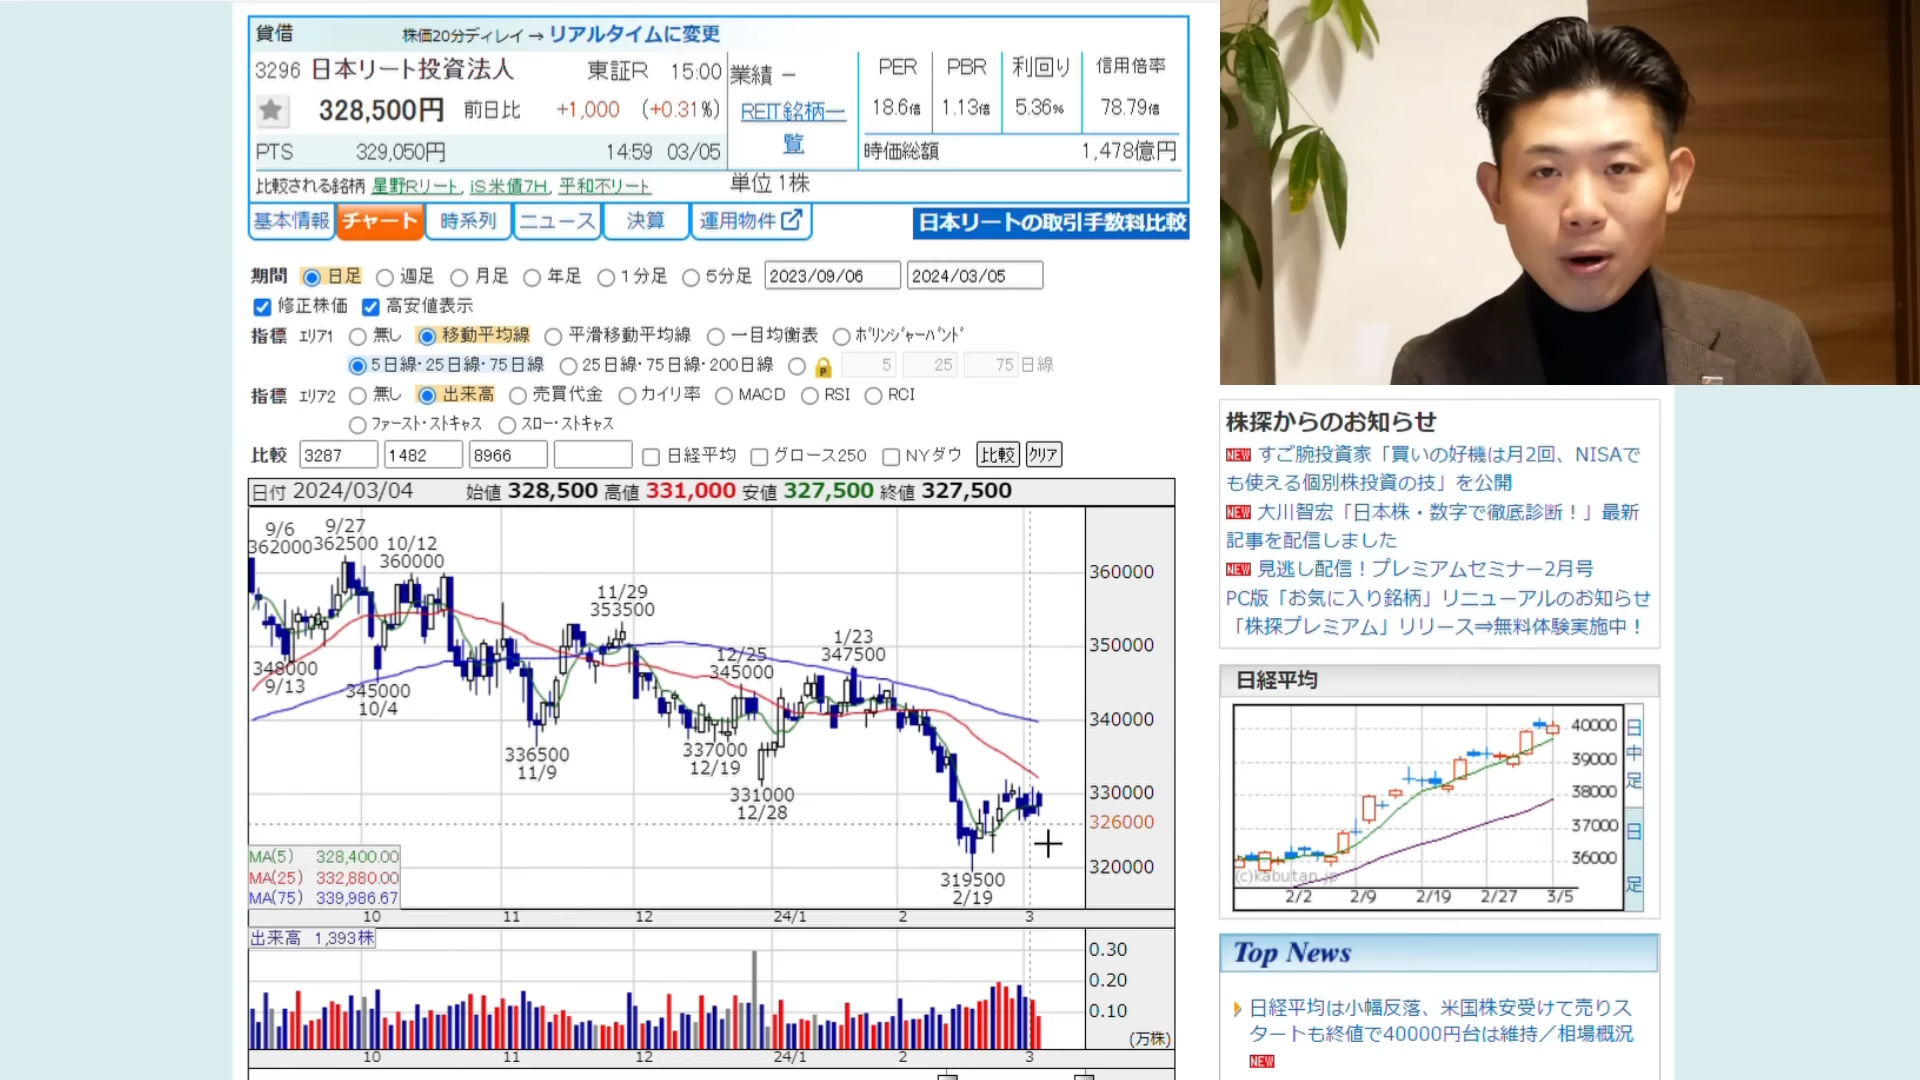 貸借 株価20分ディレイ → リアルタイムに変更
3296 日本リート投資法人 東証R 15:00
328,500円 前日比 +1,000 (+0.31%)
PTS 329,050円 14:59 03/05
比較される銘柄 星野Rリート, iS米債7H, 平和不リート
業績 −
REIT銘柄一
覧
単位 1株
PER PBR 利回り 信用倍率
18.6倍 1.13倍 5.36% 78.79倍
時価総額 1,478億円
基本情報 チャート 時系列 ニュース 決算 運用物件
日本リートの取引手数料比較
期間 日足 週足 月足 年足 1分足 5分足 2023/09/06 2024/03/05
修正株価 高安値表示
指標 エリア1 無し 移動平均線 平滑移動平均線 一目均衡表 ボリンジャーバンド
5日線・25日線・75日線 25日線・75日線・200日線 P 5 25 75 日線
指標 エリア2 無し 出来高 売買代金 カイリ率 MACD RSI RCI
ファースト・ストキャス スロー・ストキャス
比較 3287 1482 8966 日経平均 グロース250 NYダウ 比較 クリア
日付 2024/03/04 始値 328,500 高値 331,000 安値 327,500 終値 327,500
9/6
362000
9/27
362500
10/12
360000
348000
9/13
345000
10/4
336500
11/9
11/29
353500
337000
12/19
12/25
345000
331000
12/28
1/23
347500
319500
2/19
360000
350000
340000
330000
326000
320000
MA(5) 328,400.00
MA(25) 332,880.00
MA(75) 339,986.67
10 11 12 24/1 2 3
出来高 1,393株
0.30
0.20
0.10
(万株)
10 11 12 24/1 2 3
株探からのお知らせ
NEW すご腕投資家「買いの好機は月2回、NISAで
も使える個別株投資の技」を公開
NEW 大川智宏「日本株・数字で徹底診断！」最新
記事を配信しました
NEW 見逃し配信！プレミアムセミナー2月号
PC版「お気に入り銘柄」リニューアルのお知らせ
「株探プレミアム」リリース⇒無料体験実施中！
日経平均
40000
39000
38000
37000
36000
(c)kabutan.jp
2/2 2/9 2/19 2/27 3/5
日
中
足
日
足
Top News
日経平均は小幅反落、米国株安受けて売りス
タートも終値で40000円台は維持／相場概況
NEW